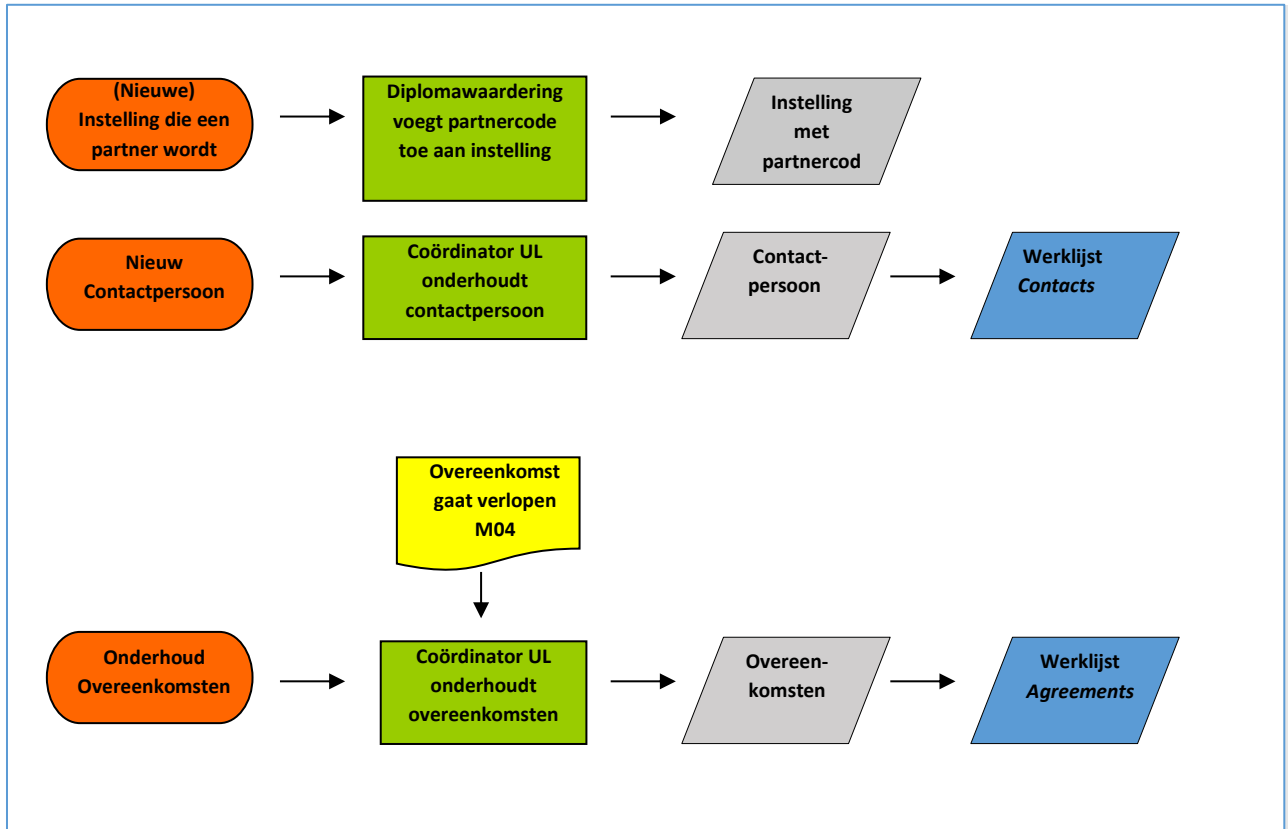 (Nieuwe)
Instelling die een
partner wordt
Diplomawaardering
voegt partnercode
toe aan instelling
Instelling
met
partnercod
Nieuw
Contactpersoon
Coördinator UL
onderhoudt
contactpersoon
Contact-
persoon
Werklijst
Contacts
Overeenkomst
gaat verlopen
M04
Onderhoud
Overeenkomsten
Coördinator UL
onderhoudt
overeenkomsten
Overeen-
komsten
Werklijst
Agreements